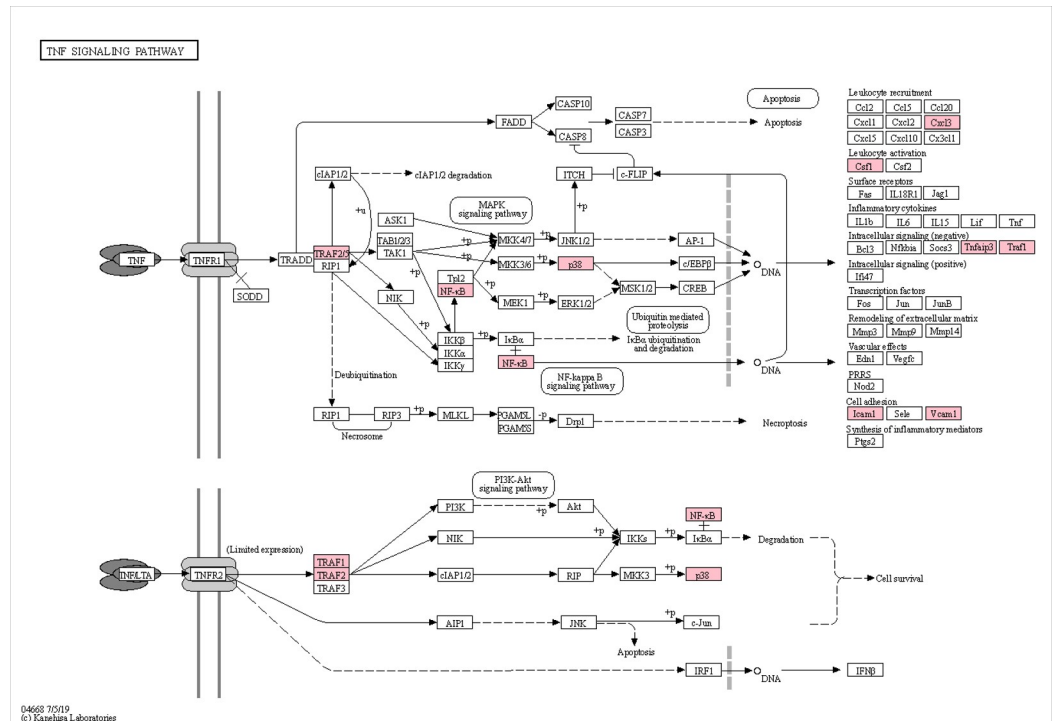 TNF SIGNALING PATHWAY
TNF
TNFR1
SODD
TRADD
TRAF2/5
RIP1
cIAP1/2
cIAP1/2 degradation
+u
FADD
CASP10
CASP8
CASP7
CASP3
Apoptosis
Apoptosis
ITCH
c-FLIP
+p
MAPK
signaling pathway
ASK1
TAB1/2/3
TAK1
NIK
+p
Tpl2
NF-κB
+p
+p
+p
+p
MKK4/7
+p
JNK1/2
AP-1
MKK3/6
+p
p38
c/EBPβ
DNA
MEK1
+p
ERK1/2
MSK1/2
CREB
IKKβ
IKKα
IKKγ
+p
IκBα
NF-κB
Ubiquitin mediated
proteolysis
IκBα ubiquitination
and degradation
NF-kappa B
signaling pathway
DNA
Deubiquitination
RIP1
RIP3
Necrosome
+p
MLKL
PGAM5L
PGAM5S
-p
Drp1
Necroptosis
Leukocyte recruitment
Ccl2 Ccl5 Ccl20
Cxcl1 Cxcl2 Cxcl3
Cxcl5 Cxcl10 Cx3cl1
Leukocyte activation
Csf1 Csf2
Surface receptors
Fas IL18R1 Jag1
Inflammatory cytokines
IL1b IL6 IL15 Lif Tnf
Intracellular signaling (negative)
Bcl3 Nfkbia Socs3 Tnfaip3 Traf1
Intracellular signaling (positive)
Ifi47
Transcription factors
Fos Jun JunB
Remodeling of extracellular matrix
Mmp3 Mmp9 Mmp14
Vascular effects
Edn1 Vegfc
PRRS
Nod2
Cell adhesion
Icam1 Sele Vcam1
Synthesis of inflammatory mediators
Ptgs2
TNF/LTA
TNFR2
(Limited expression)
TRAF1
TRAF2
TRAF3
PI3K-Akt
signaling pathway
PI3K
+p
Akt
NIK
+p
IKKs
+p
NF-κB
IκBα
Degradation
cIAP1/2
RIP
MKK3
+p
p38
Cell survival
AIP1
JNK
+p
c-Jun
Apoptosis
IRF1
DNA
IFNβ
04668 7/5/19
(c) Kanehisa Laboratories